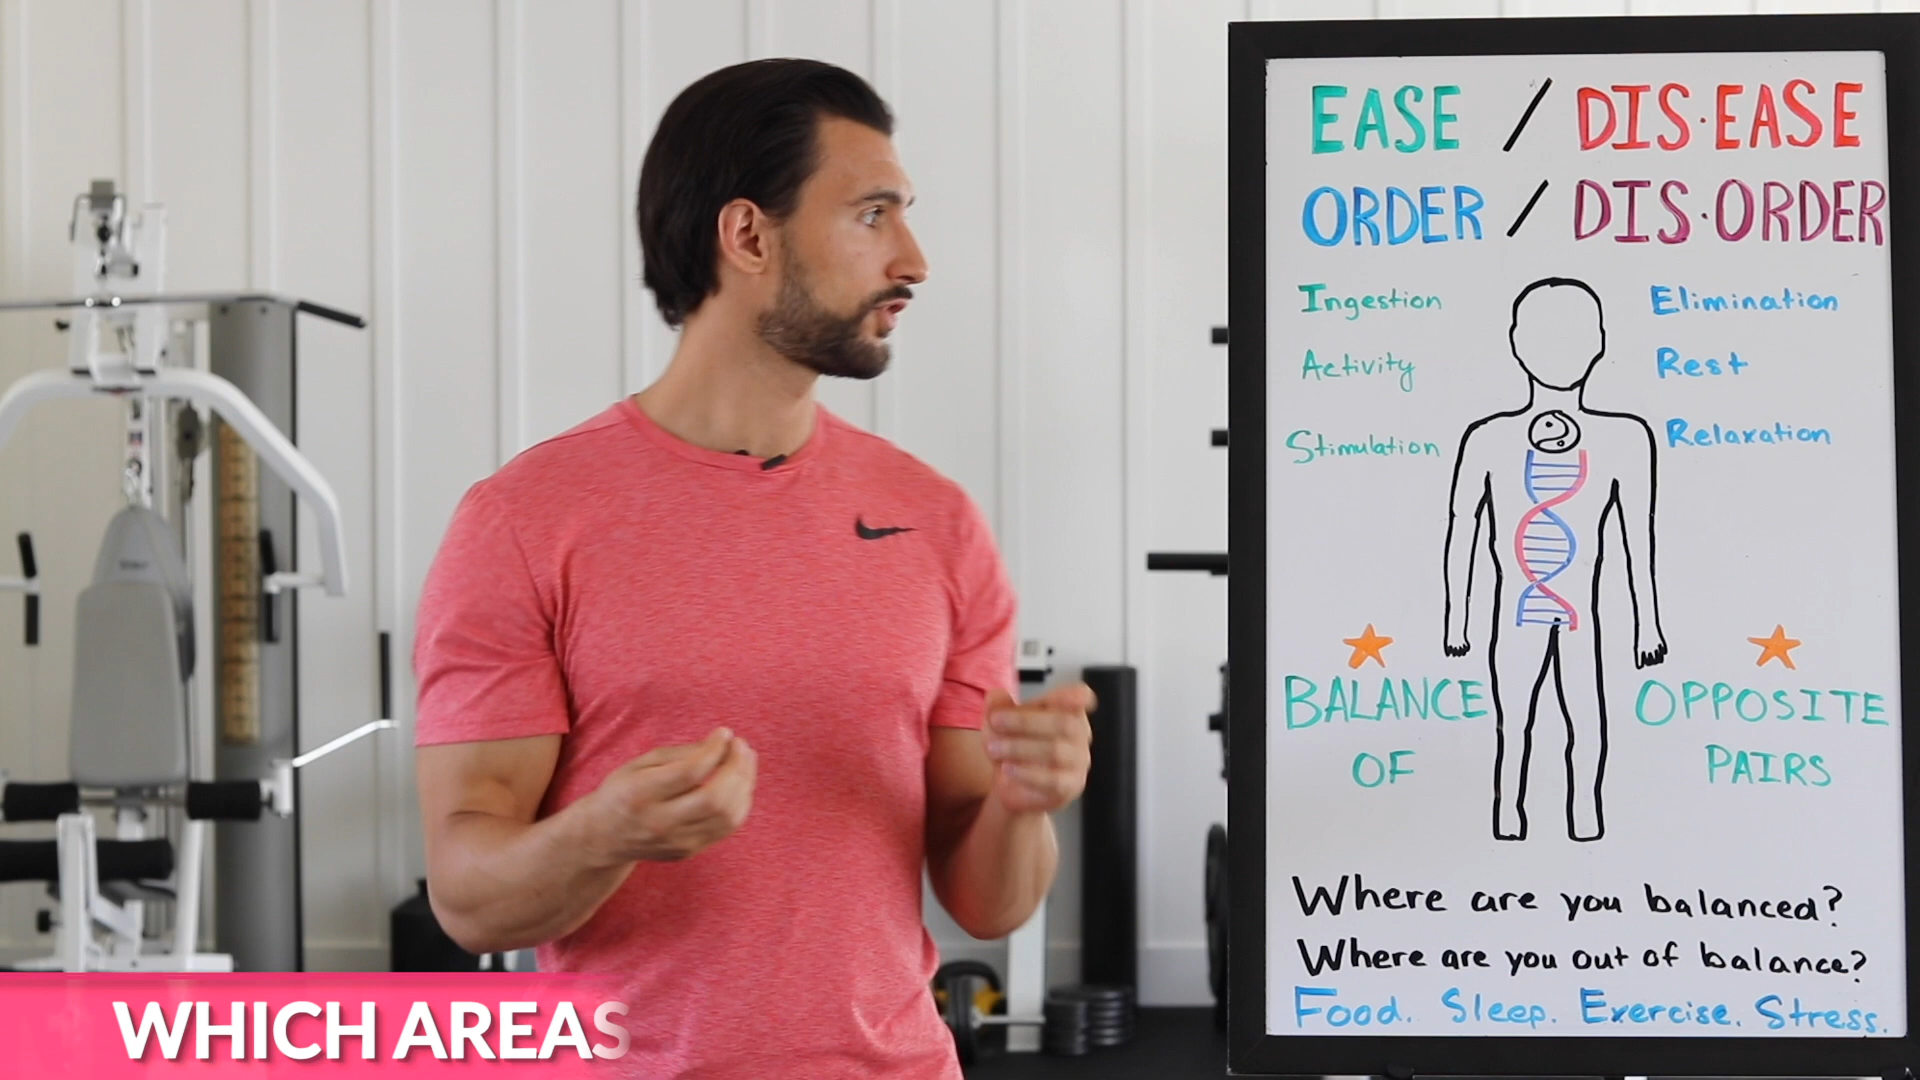 EASE / DIS·EASE
ORDER / DIS·ORDER
Ingestion
Elimination
Activity
Rest
Stimulation
Relaxation
BALANCE OF
OPPOSITE PAIRS
Where are you balanced?
Where are you out of balance?
Food. Sleep. Exercise. Stress.
WHICH AREAS